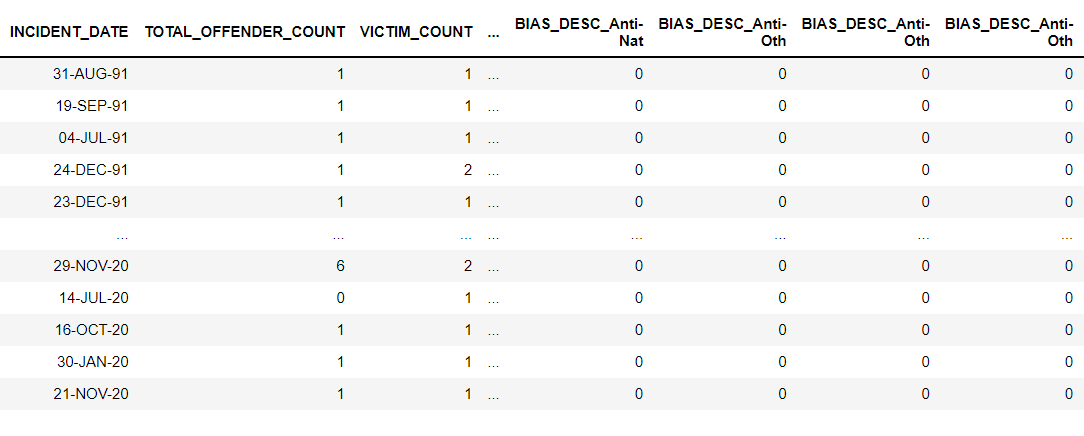 INCIDENT_DATE TOTAL_OFFENDER_COUNT VICTIM_COUNT ... BIAS_DESC_Anti-Nat BIAS_DESC_Anti-Oth BIAS_DESC_Anti-Oth BIAS_DESC_Anti-Oth
31-AUG-91 1 1 ... 0 0 0 0
19-SEP-91 1 1 ... 0 0 0 0
04-JUL-91 1 1 ... 0 0 0 0
24-DEC-91 1 2 ... 0 0 0 0
23-DEC-91 1 1 ... 0 0 0 0
... ... ... ... ... ... ... ...
29-NOV-20 6 2 ... 0 0 0 0
14-JUL-20 0 1 ... 0 0 0 0
16-OCT-20 1 1 ... 0 0 0 0
30-JAN-20 1 1 ... 0 0 0 0
21-NOV-20 1 1 ... 0 0 0 0